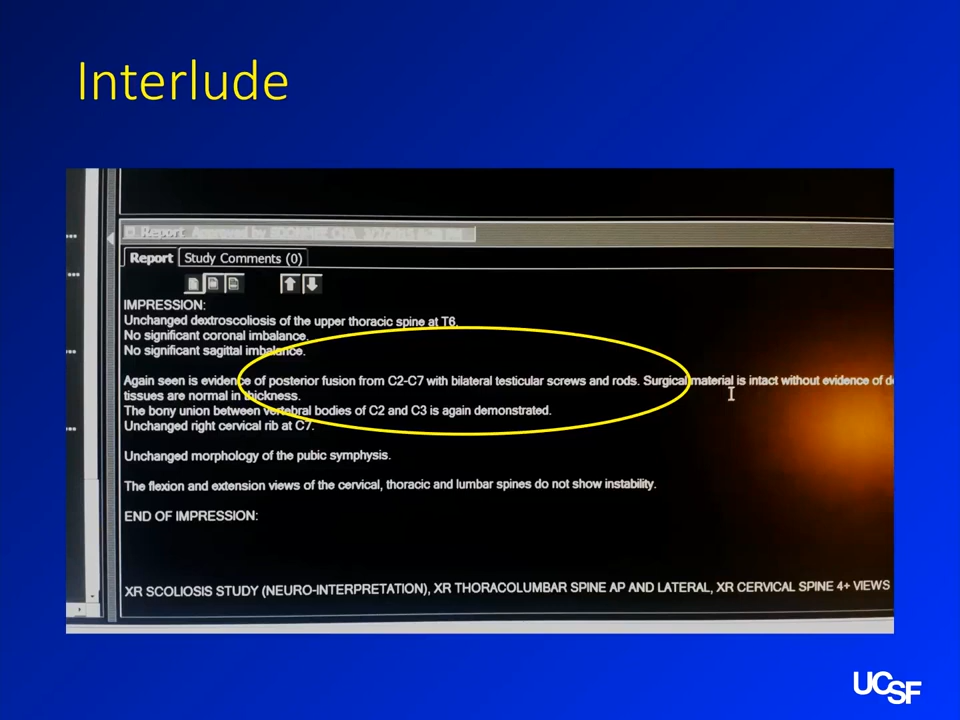 Interlude
Report Approved by
Report Study Comments (0)
IMPRESSION:
Unchanged dextroscoliosis of the upper thoracic spine at T6.
No significant coronal imbalance.
No significant sagittal imbalance.
Again seen is evidence of posterior fusion from C2-C7 with bilateral testicular screws and rods. Surgical material is intact without evidence of
tissues are normal in thickness.
The bony union between vertebral bodies of C2 and C3 is again demonstrated.
Unchanged right cervical rib at C7.
Unchanged morphology of the pubic symphysis.
The flexion and extension views of the cervical, thoracic and lumbar spines do not show instability.
END OF IMPRESSION:
XR SCOLIOSIS STUDY (NEURO-INTERPRETATION), XR THORACOLUMBAR SPINE AP AND LATERAL, XR CERVICAL SPINE 4+ VIEWS
UCSF